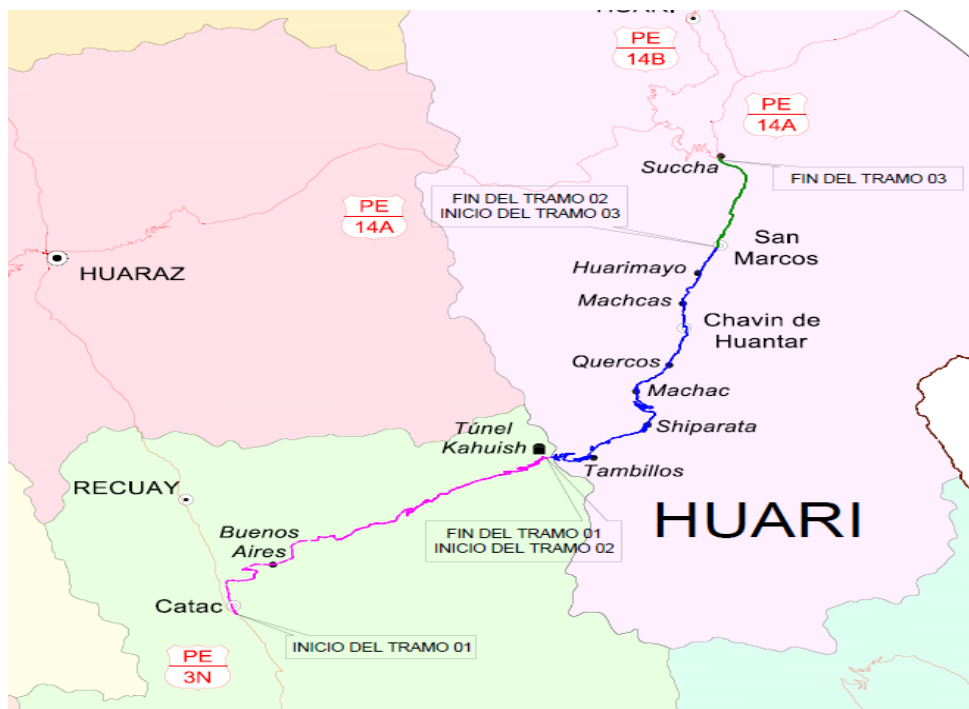 HUARI
PE
14B
PE
14A
Succha
FIN DEL TRAMO 03
FIN DEL TRAMO 02
INICIO DEL TRAMO 03
PE
14A
San
Marcos
HUARAZ
Huarimayo
Machcas
Chavin de
Huantar
Quercos
Machac
Shiparata
Túnel
Kahuish
Tambillos
RECUAY
HUARI
FIN DEL TRAMO 01
INICIO DEL TRAMO 02
Buenos
Aires
Catac
INICIO DEL TRAMO 01
PE
3N